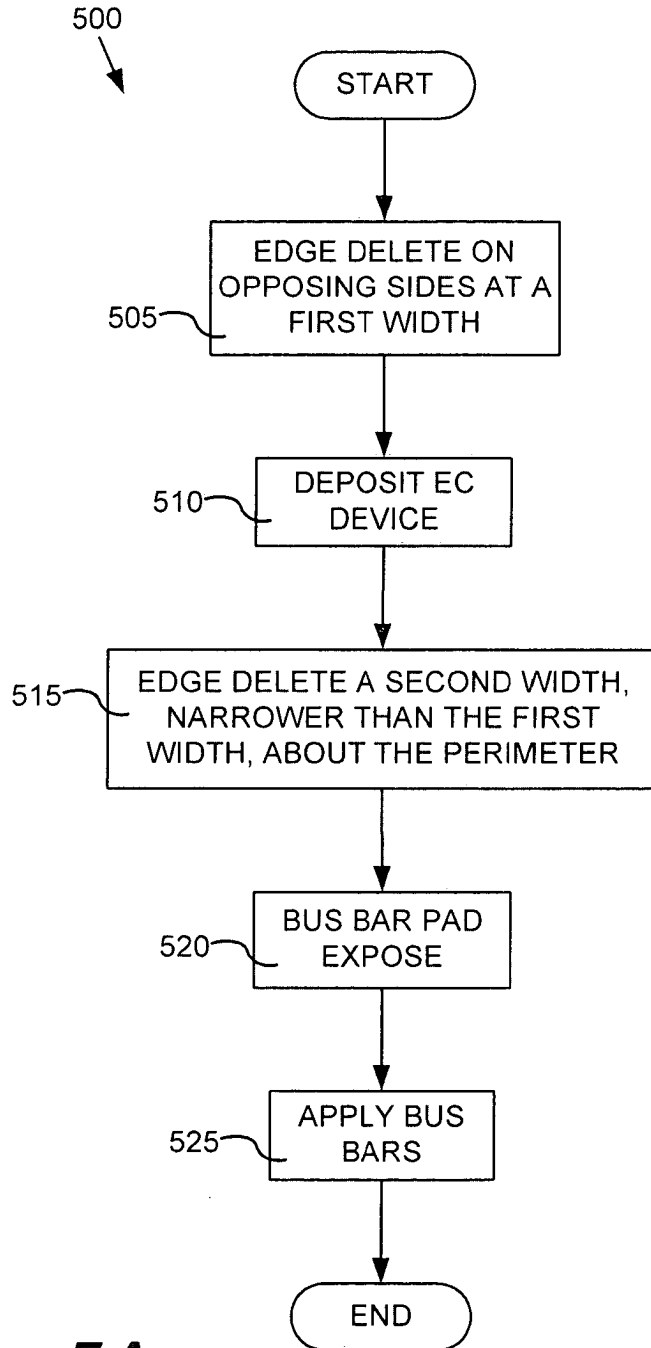 500
START
EDGE DELETE ON
OPPOSING SIDES AT A
FIRST WIDTH
505
DEPOSIT EC
DEVICE
510
EDGE DELETE A SECOND WIDTH,
NARROWER THAN THE FIRST
WIDTH, ABOUT THE PERIMETER
515
BUS BAR PAD
EXPOSE
520
APPLY BUS
BARS
525
END